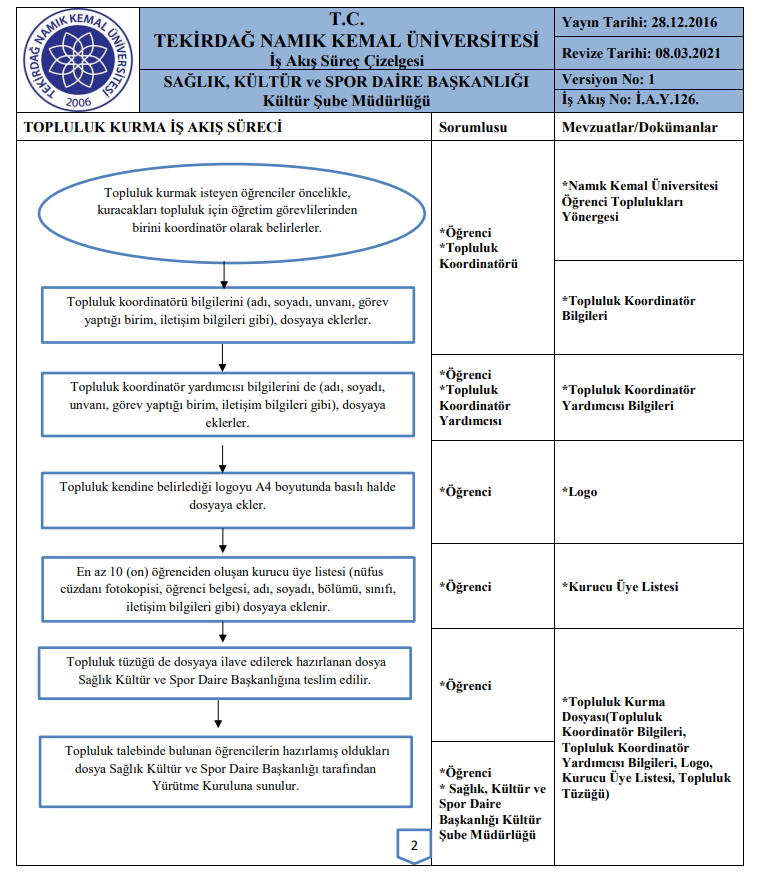 TEKİRDAĞ NAMIK KEMAL ÜNİVERSİTESİ
2006
T.C.
TEKİRDAĞ NAMIK KEMAL ÜNİVERSİTESİ
İş Akış Süreç Çizelgesi
SAĞLIK, KÜLTÜR ve SPOR DAİRE BAŞKANLIĞI
Kültür Şube Müdürlüğü
Yayın Tarihi: 28.12.2016
Revize Tarihi: 08.03.2021
Versiyon No: 1
İş Akış No: İ.A.Y.126.
TOPLULUK KURMA İŞ AKIŞ SÜRECİ
Sorumlusu
Mevzuatlar/Dokümanlar
Topluluk kurmak isteyen öğrenciler öncelikle,
kuracakları topluluk için öğretim görevlilerinden
birini koordinatör olarak belirlerler.
*Öğrenci
*Topluluk
Koordinatörü
*Namık Kemal Üniversitesi
Öğrenci Toplulukları
Yönergesi
Topluluk koordinatörü bilgilerini (adı, soyadı, unvanı, görev
yaptığı birim, iletişim bilgileri gibi), dosyaya eklerler.
*Topluluk Koordinatör
Bilgileri
Topluluk koordinatör yardımcısı bilgilerini de (adı, soyadı,
unvanı, görev yaptığı birim, iletişim bilgileri gibi), dosyaya
eklerler.
*Öğrenci
*Topluluk
Koordinatör
Yardımcısı
*Topluluk Koordinatör
Yardımcısı Bilgileri
Topluluk kendine belirlediği logoyu A4 boyutunda basılı halde
dosyaya ekler.
*Öğrenci
*Logo
En az 10 (on) öğrenciden oluşan kurucu üye listesi (nüfus
cüzdanı fotokopisi, öğrenci belgesi, adı, soyadı, bölümü, sınıfı,
iletişim bilgileri gibi) dosyaya eklenir.
*Öğrenci
*Kurucu Üye Listesi
Topluluk tüzüğü de dosyaya ilave edilerek hazırlanan dosya
Sağlık Kültür ve Spor Daire Başkanlığına teslim edilir.
*Öğrenci
*Topluluk Kurma
Dosyası(Topluluk
Koordinatör Bilgileri,
Topluluk Koordinatör
Yardımcısı Bilgileri, Logo,
Kurucu Üye Listesi, Topluluk
Tüzüğü)
Topluluk talebinde bulunan öğrencilerin hazırlamış oldukları
dosya Sağlık Kültür ve Spor Daire Başkanlığı tarafından
Yürütme Kuruluna sunulur.
*Öğrenci
* Sağlık, Kültür ve
Spor Daire
Başkanlığı Kültür
Şube Müdürlüğü
2